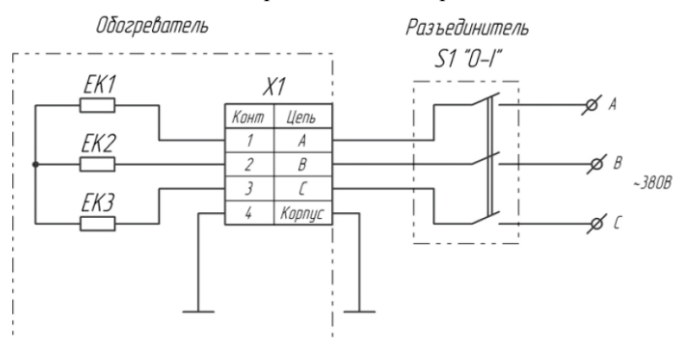 Обогреватель
Разъединитель
S1 "0-I"
EK1
X1
Конт Цепь
A
1 A
EK2
2 B
B
~380В
EK3
3 C
C
4 Корпус